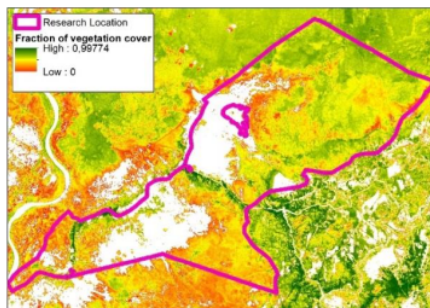 Research Location
Fraction of vegetation cover
High : 0,99774
Low : 0